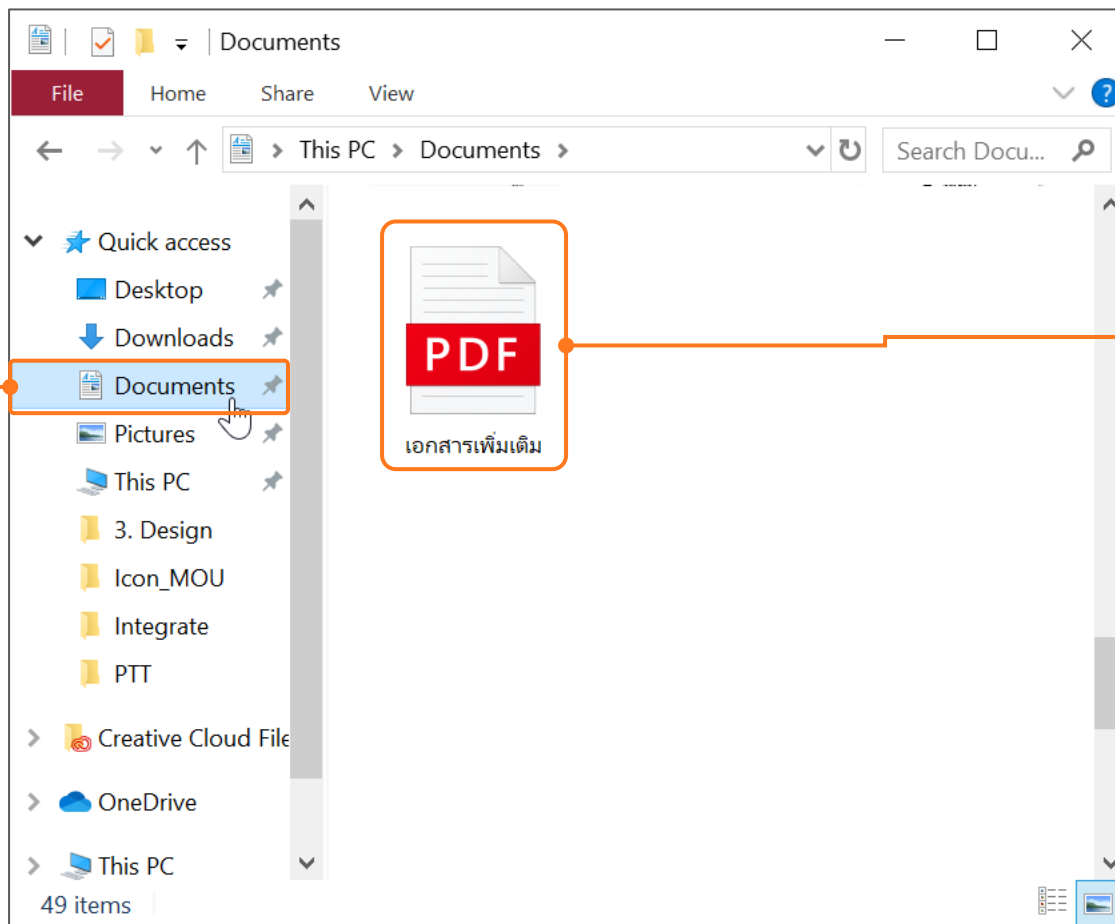 Documents
File Home Share View
This PC Documents
Search Docu...
Quick access
Desktop
Downloads
Documents
Pictures
This PC
3. Design
Icon_MOU
Integrate
PTT
Creative Cloud File
OneDrive
This PC
PDF
เอกสารเพิ่มเติม
49 items